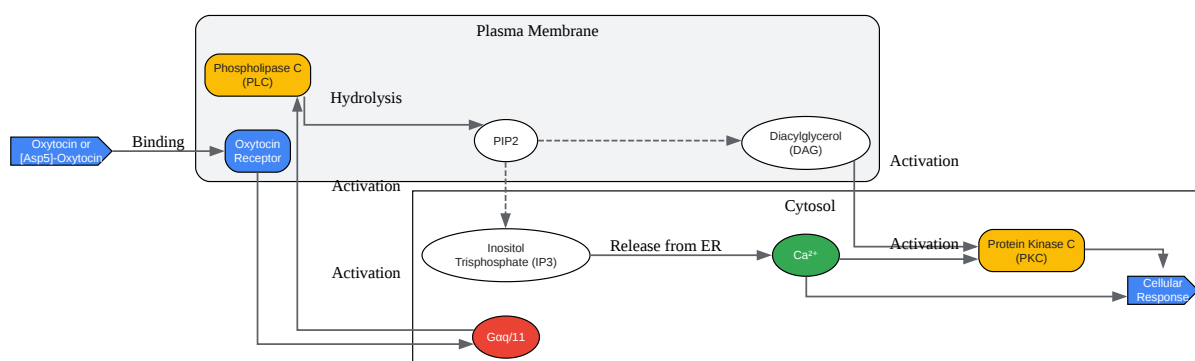 Plasma Membrane
Phospholipase C
(PLC)
Hydrolysis
Oxytocin or
[Asp5]-Oxytocin
Binding
Oxytocin
Receptor
PIP2
Diacylglycerol
(DAG)
Activation
Activation
Cytosol
Inositol
Trisphosphate (IP3)
Release from ER
Ca²⁺
Activation
Protein Kinase C
(PKC)
Activation
Cellular
Response
Gαq/11